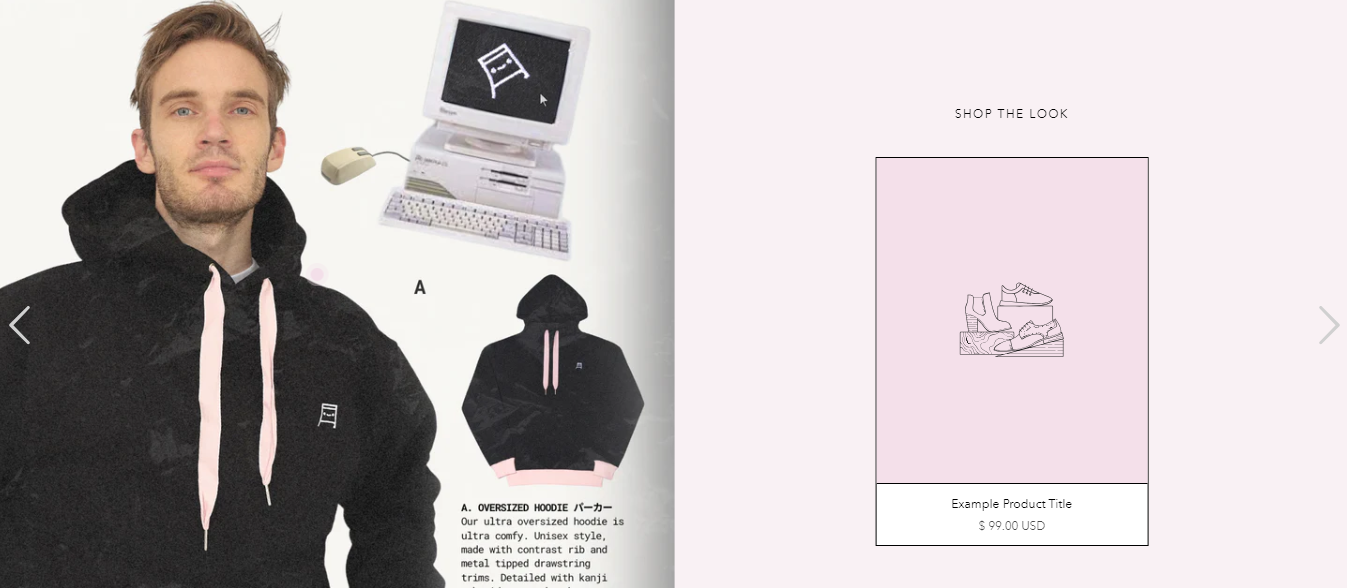 A
A. OVERSIZED HOODIE パーカー
Our ultra oversized hoodie is
ultra comfy. Unisex style,
made with contrast rib and
metal tipped drawstring
trims. Detailed with kanji
SHOP THE LOOK
Example Product Title
$ 99.00 USD